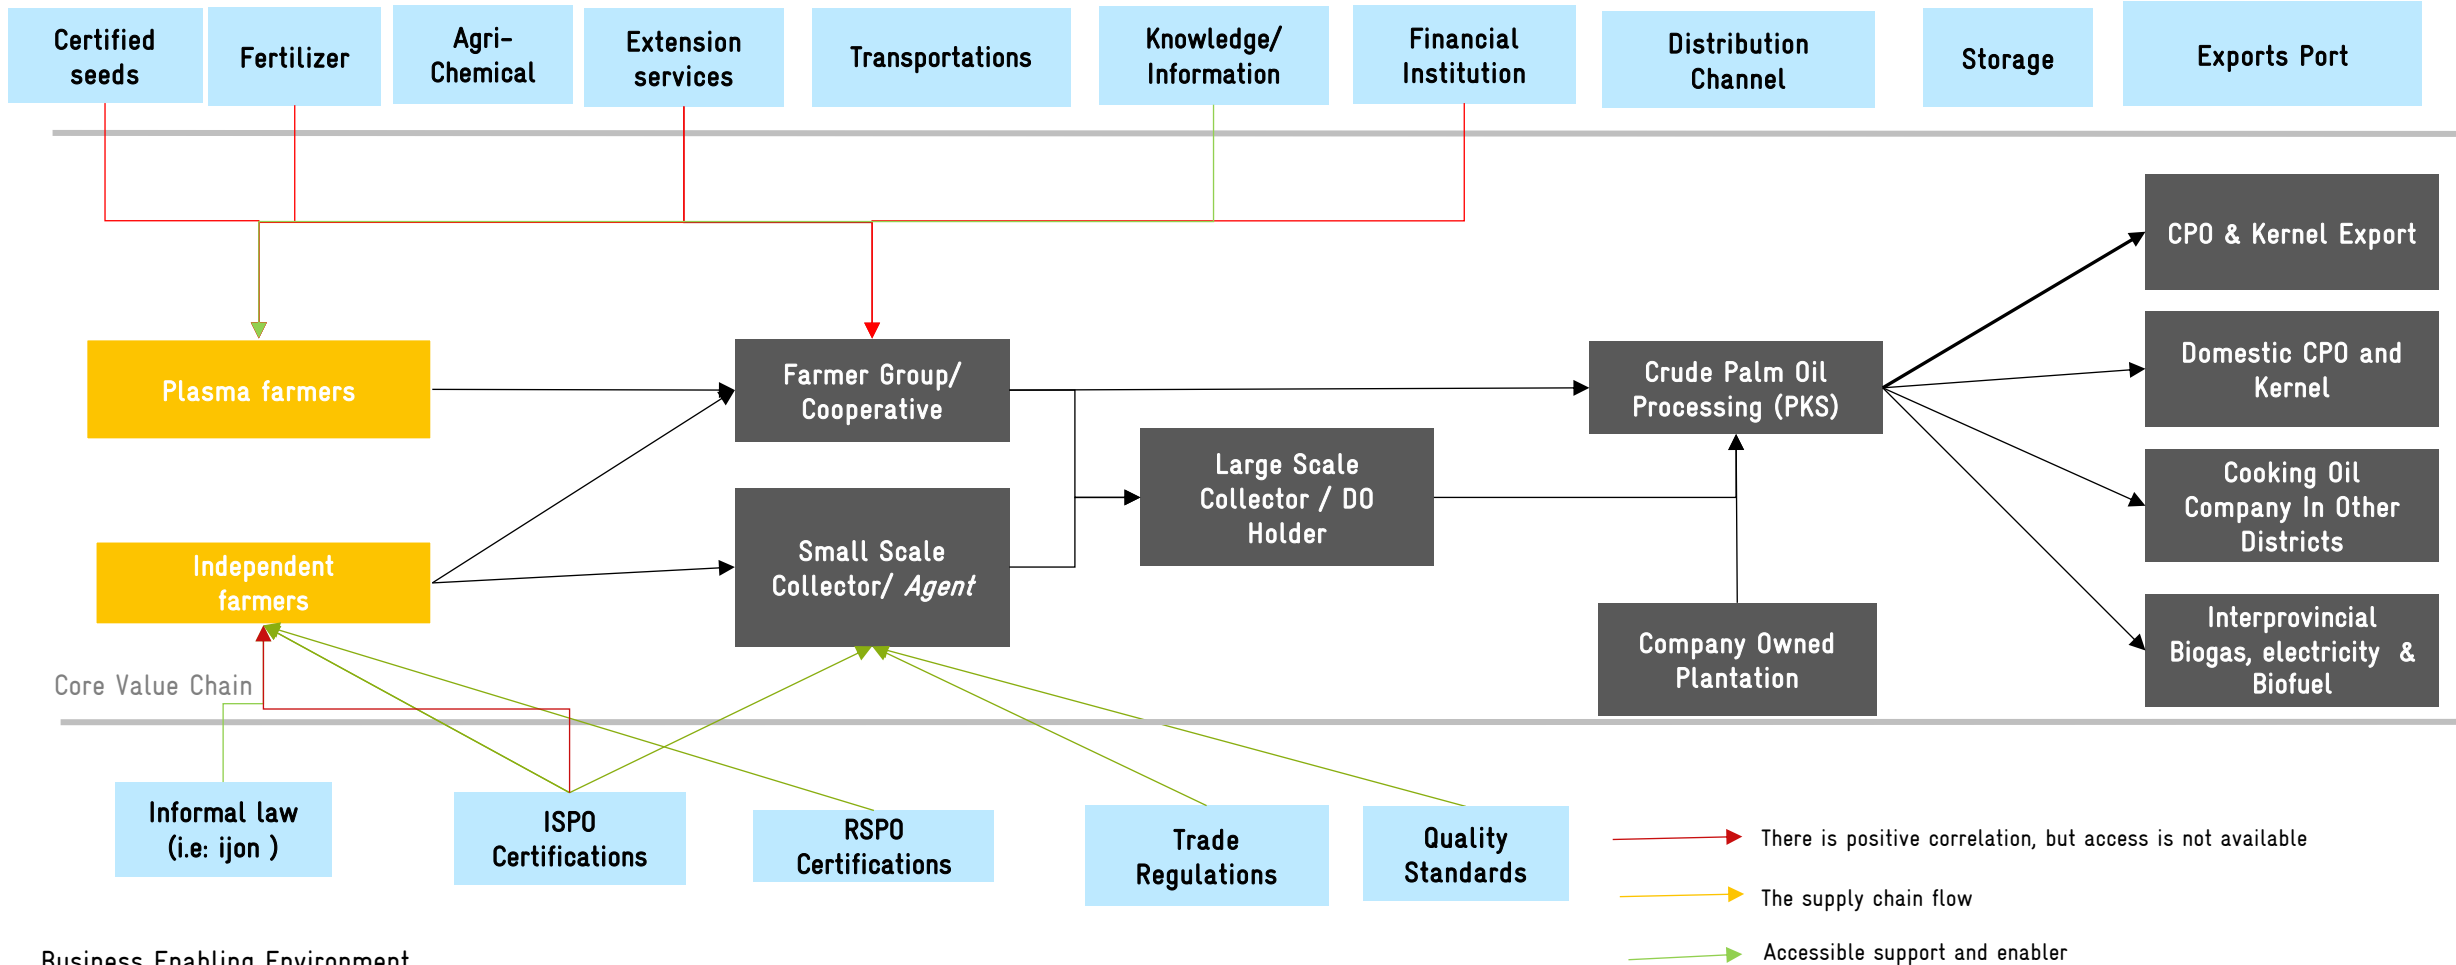 Certified
seeds
Fertilizer
Agri-
Chemical
Extension
services
Transportations
Knowledge/
Information
Financial
Institution
Distribution
Channel
Storage
Exports Port
CPO & Kernel Export
Plasma farmers
Farmer Group/
Cooperative
Crude Palm Oil
Processing (PKS)
Domestic CPO and
Kernel
Large Scale
Collector / DO
Holder
Cooking Oil
Company In Other
Districts
Independent
farmers
Small Scale
Collector/ Agent
Company Owned
Plantation
Interprovincial
Biogas, electricity &
Biofuel
Core Value Chain
Informal law
(i.e: ijon )
ISPO
Certifications
RSPO
Certifications
Trade
Regulations
Quality
Standards
There is positive correlation, but access is not available
The supply chain flow
Accessible support and enabler
Business Enabling Environment